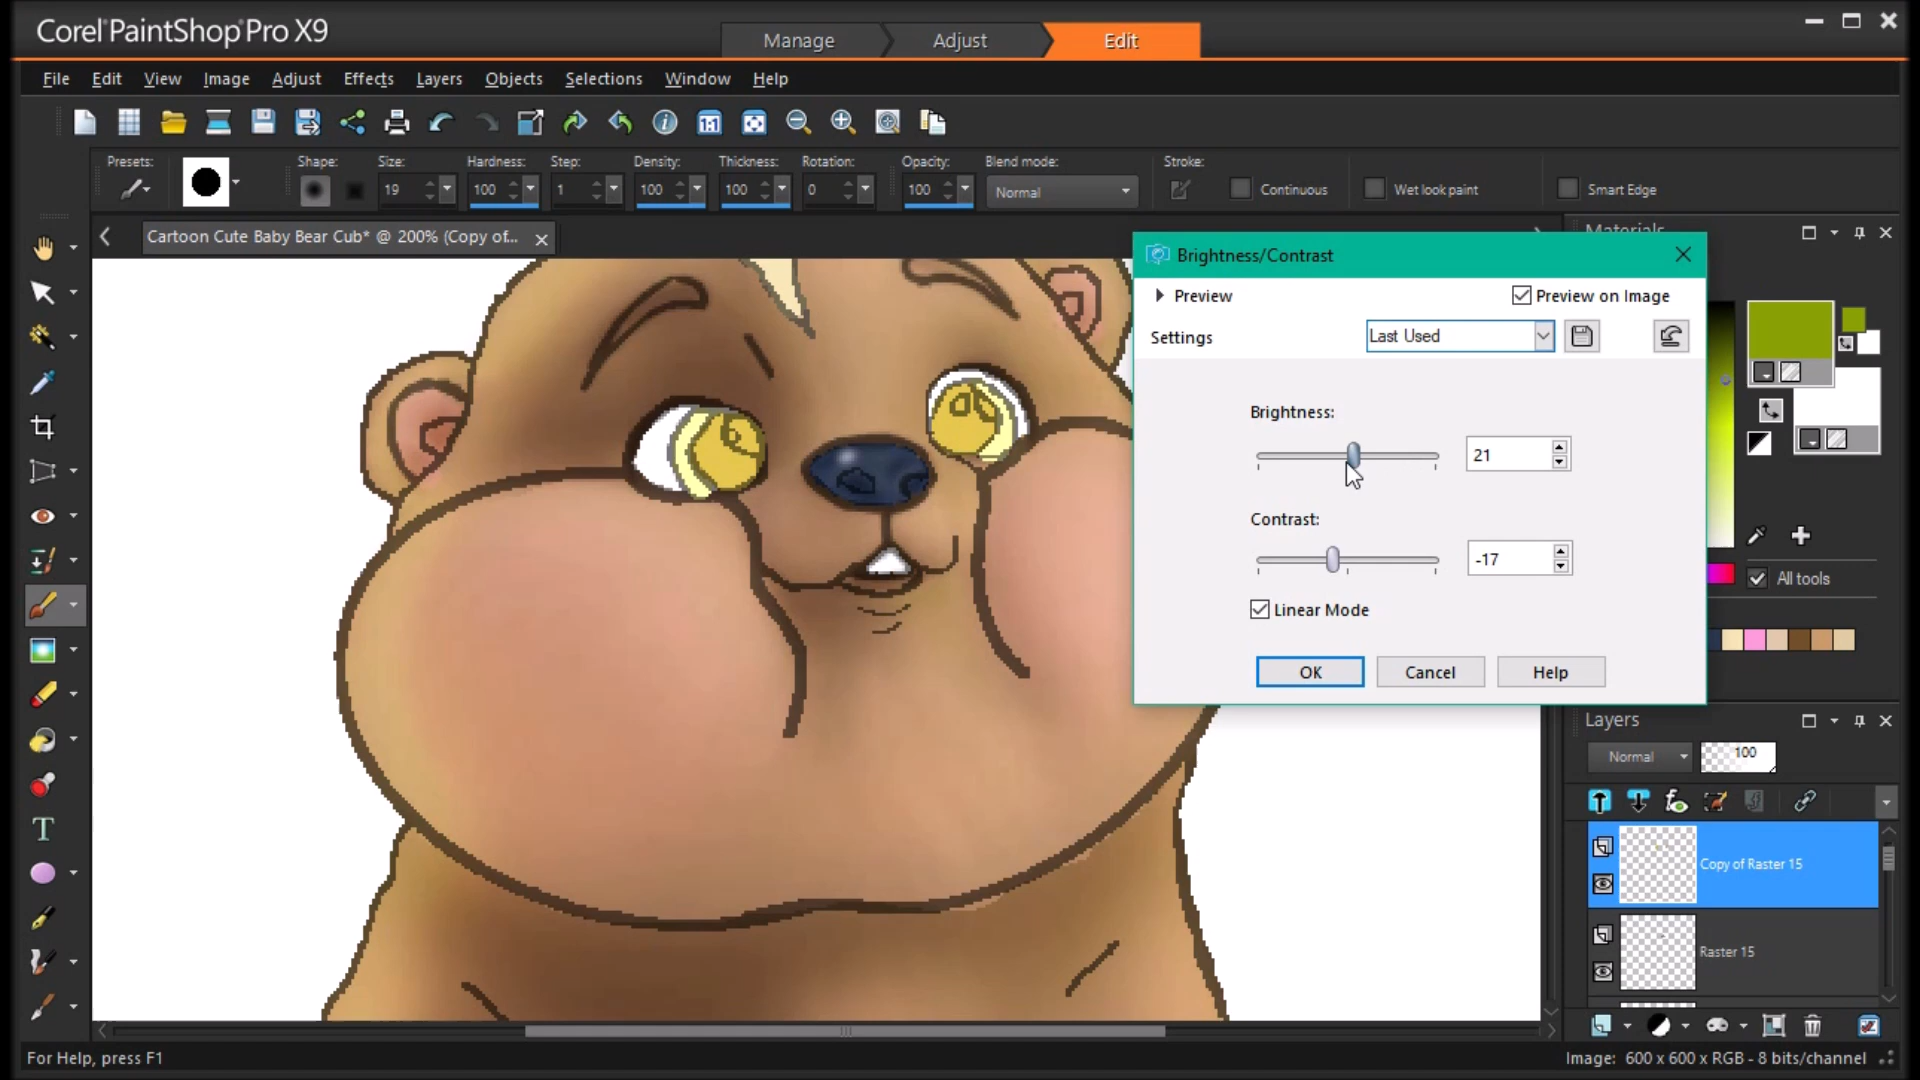 Corel PaintShop Pro X9
Manage
Adjust
Edit
File Edit View Image Adjust Effects Layers Objects Selections Window Help
1:1
Presets:
Shape:
Size:
Hardness:
Step:
Density:
Thickness:
Rotation:
Opacity:
Blend mode:
Stroke:
19
100
1
100
100
0
100
Normal
Continuous
Wet look paint
Smart Edge
Cartoon Cute Baby Bear Cub* @ 200% (Copy of...
Materials
Brightness/Contrast
Preview
Preview on Image
Settings
Last Used
Brightness:
21
Contrast:
-17
Linear Mode
OK
Cancel
Help
All tools
Layers
Normal
100
Copy of Raster 15
Raster 15
For Help, press F1
Image: 600 x 600 x RGB - 8 bits/channel